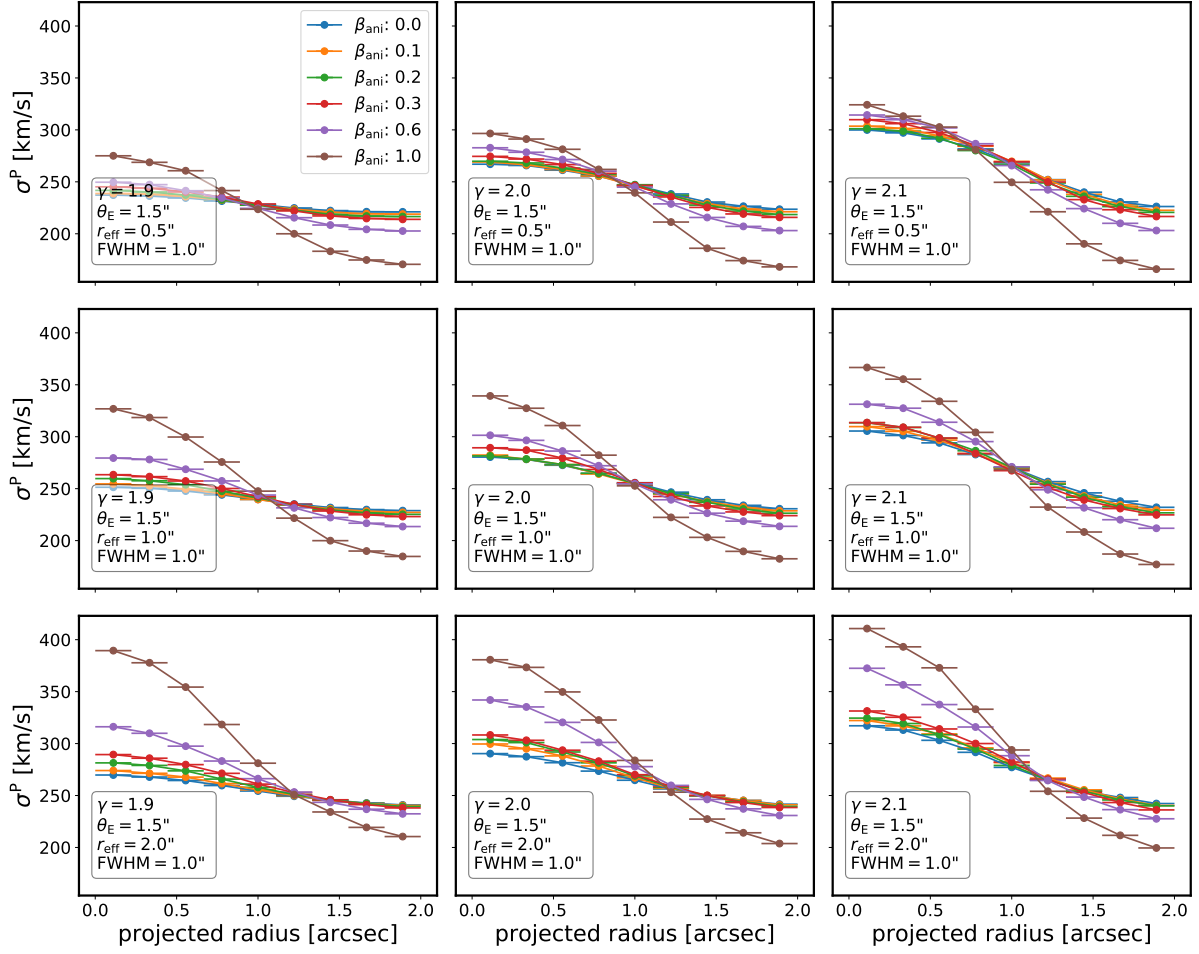 400
350
300
250
200
σᴾ [km/s]
β_ani: 0.0
β_ani: 0.1
β_ani: 0.2
β_ani: 0.3
β_ani: 0.6
β_ani: 1.0
γ = 1.9
θ_E = 1.5"
r_eff = 0.5"
FWHM = 1.0"
γ = 2.0
θ_E = 1.5"
r_eff = 0.5"
FWHM = 1.0"
γ = 2.1
θ_E = 1.5"
r_eff = 0.5"
FWHM = 1.0"
400
350
300
250
200
σᴾ [km/s]
γ = 1.9
θ_E = 1.5"
r_eff = 1.0"
FWHM = 1.0"
γ = 2.0
θ_E = 1.5"
r_eff = 1.0"
FWHM = 1.0"
γ = 2.1
θ_E = 1.5"
r_eff = 1.0"
FWHM = 1.0"
400
350
300
250
200
σᴾ [km/s]
γ = 1.9
θ_E = 1.5"
r_eff = 2.0"
FWHM = 1.0"
γ = 2.0
θ_E = 1.5"
r_eff = 2.0"
FWHM = 1.0"
γ = 2.1
θ_E = 1.5"
r_eff = 2.0"
FWHM = 1.0"
0.0 0.5 1.0 1.5 2.0
0.0 0.5 1.0 1.5 2.0
0.0 0.5 1.0 1.5 2.0
projected radius [arcsec]
projected radius [arcsec]
projected radius [arcsec]